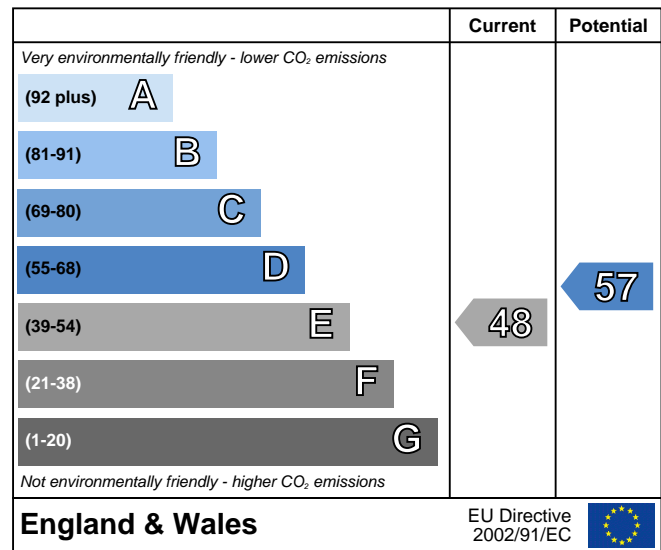 Current Potential
Very environmentally friendly - lower CO₂ emissions
(92 plus) A
(81-91) B
(69-80) C
(55-68) D
57
(39-54) E
48
(21-38) F
(1-20) G
Not environmentally friendly - higher CO₂ emissions
England & Wales
EU Directive
2002/91/EC